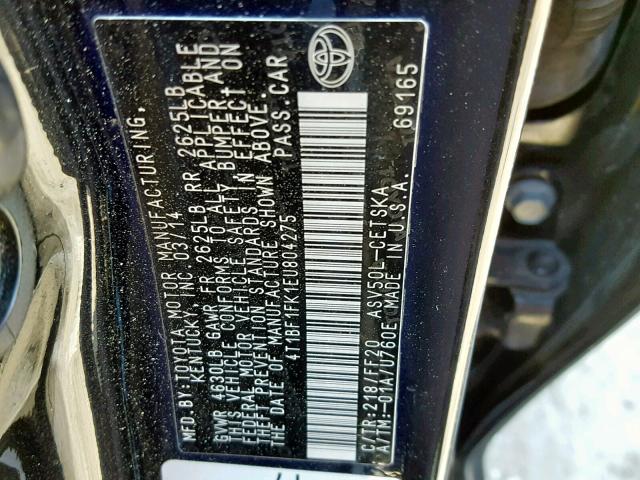 MFD.BY:TOYOTA MOTOR MANUFACTURING,
KENTUCKY, INC. 03/14
GVWR 4630LB GAWR FR 2625LB RR 2625LB
THIS VEHICLE CONFORMS TO ALL APPLICABLE
FEDERAL MOTOR VEHICLE SAFETY, BUMPER AND
THEFT PREVENTION STANDARDS IN EFFECT ON
THE DATE OF MANUFACTURE SHOWN ABOVE.
4T1BF1FK1EU804275 PASS.CAR
C/TR:218/FF20 ASV50L-CETSKA
A/TM:-01A/U760E MADE IN U.S.A.
69165